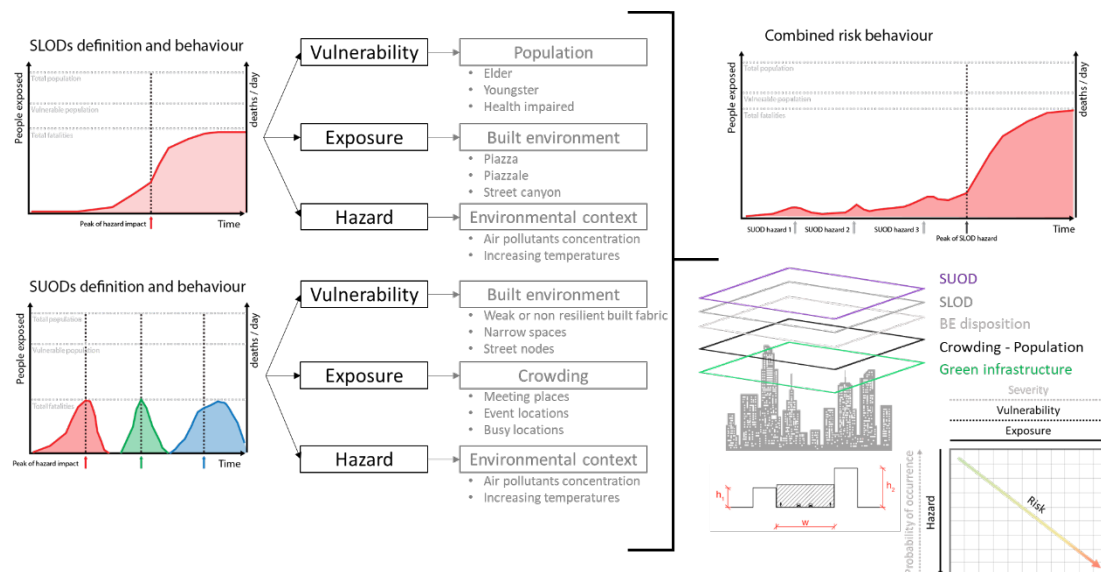 SLODs definition and behaviour
People exposed
deaths / day
Total population
Vulnerable population
Total fatalities
Peak of hazard impact
Time
Vulnerability
Population
• Elder
• Youngster
• Health impaired
Exposure
Built environment
• Piazza
• Piazzale
• Street canyon
Hazard
Environmental context
• Air pollutants concentration
• Increasing temperatures
SUODs definition and behaviour
People exposed
deaths / day
Total population
Vulnerable population
Total fatalities
Peak of hazard impact
Time
Vulnerability
Built environment
• Weak or non resilient built fabric
• Narrow spaces
• Street nodes
Exposure
Crowding
• Meeting places
• Event locations
• Busy locations
Hazard
Environmental context
• Air pollutants concentration
• Increasing temperatures
Combined risk behaviour
People exposed
deaths / day
Total population
Vulnerable population
Total fatalities
SUOD hazard 1
SUOD hazard 2
SUOD hazard 3
Peak of SLOD hazard
Time
SUOD
SLOD
BE disposition
Crowding - Population
Green infrastructure
Severity
Vulnerability
Exposure
Probability of occurrence
Hazard
Risk
h1
h2
w